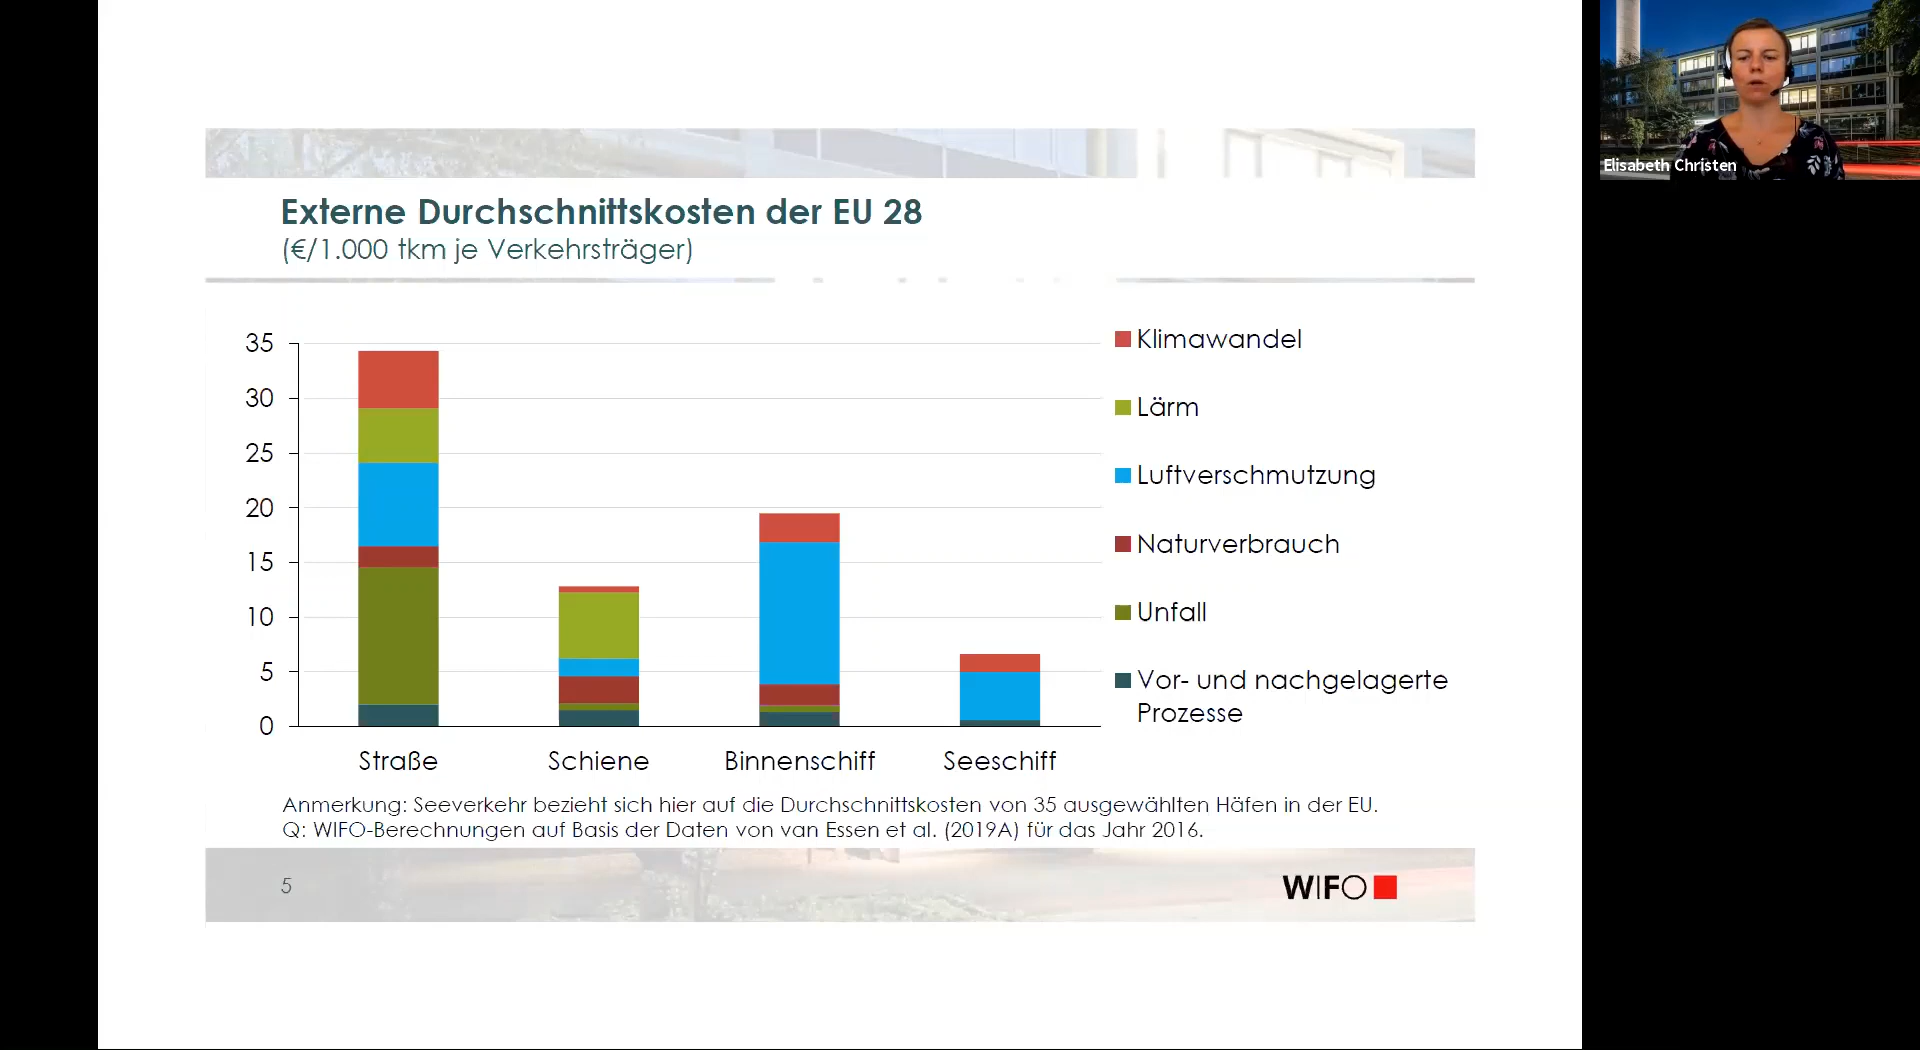 Elisabeth Christen
Externe Durchschnittskosten der EU 28
(€/1.000 tkm je Verkehrsträger)
35
30
25
20
15
10
5
0
Straße
Schiene
Binnenschiff
Seeschiff
Klimawandel
Lärm
Luftverschmutzung
Naturverbrauch
Unfall
Vor- und nachgelagerte
Prozesse
Anmerkung: Seeverkehr bezieht sich hier auf die Durchschnittskosten von 35 ausgewählten Häfen in der EU.
Q: WIFO-Berechnungen auf Basis der Daten von van Essen et al. (2019A) für das Jahr 2016.
5
WIFO